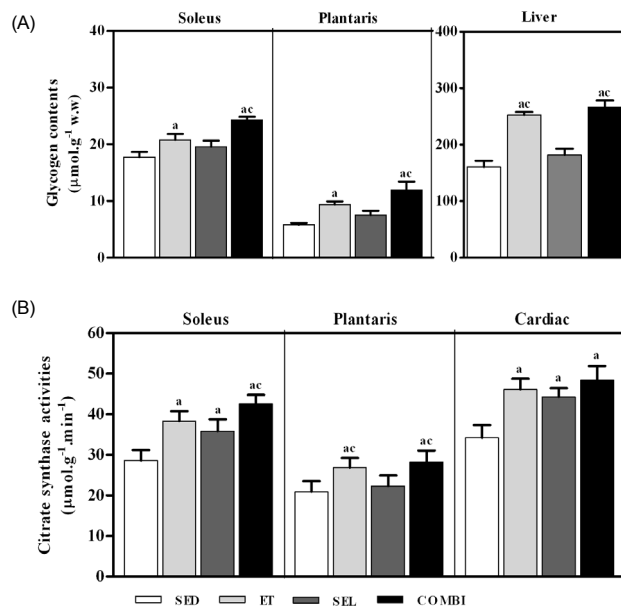 (A)
Soleus
Plantaris
Liver
Glycogen contents
(µmol.g⁻¹ w.w)
40
30
20
10
0
400
300
200
100
0
a
ac
a
ac
ac
ac
(B)
Soleus
Plantaris
Cardiac
Citrate synthase activities
(µmol.g⁻¹.min⁻¹)
60
50
40
30
20
10
0
a
a
ac
ac
ac
a
a
a
SED ET SEL COMBI